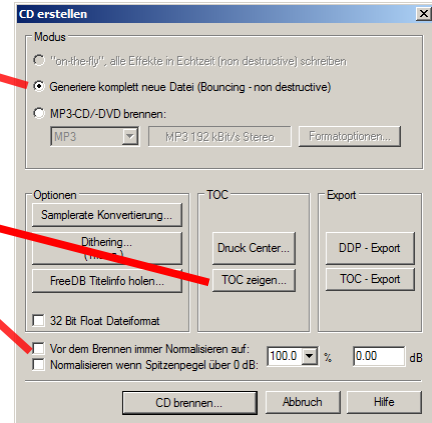 CD erstellen
Modus
"on-the-fly", alle Effekte in Echtzeit (non destructive) schreiben
Generiere komplett neue Datei (Bouncing - non destructive)
MP3-CD/-DVD brennen:
MP3 MP3 192 kBit/s Stereo Formatoptionen...
Optionen TOC Export
Samplerate Konvertierung...
Dithering... Druck Center... DDP - Export
FreeDB Titelinfo holen... TOC zeigen... TOC - Export
32 Bit Float Dateiformat
Vor dem Brennen immer Normalisieren auf: 100.0 % 0.00 dB
Normalisieren wenn Spitzenpegel über 0 dB:
CD brennen... Abbruch Hilfe